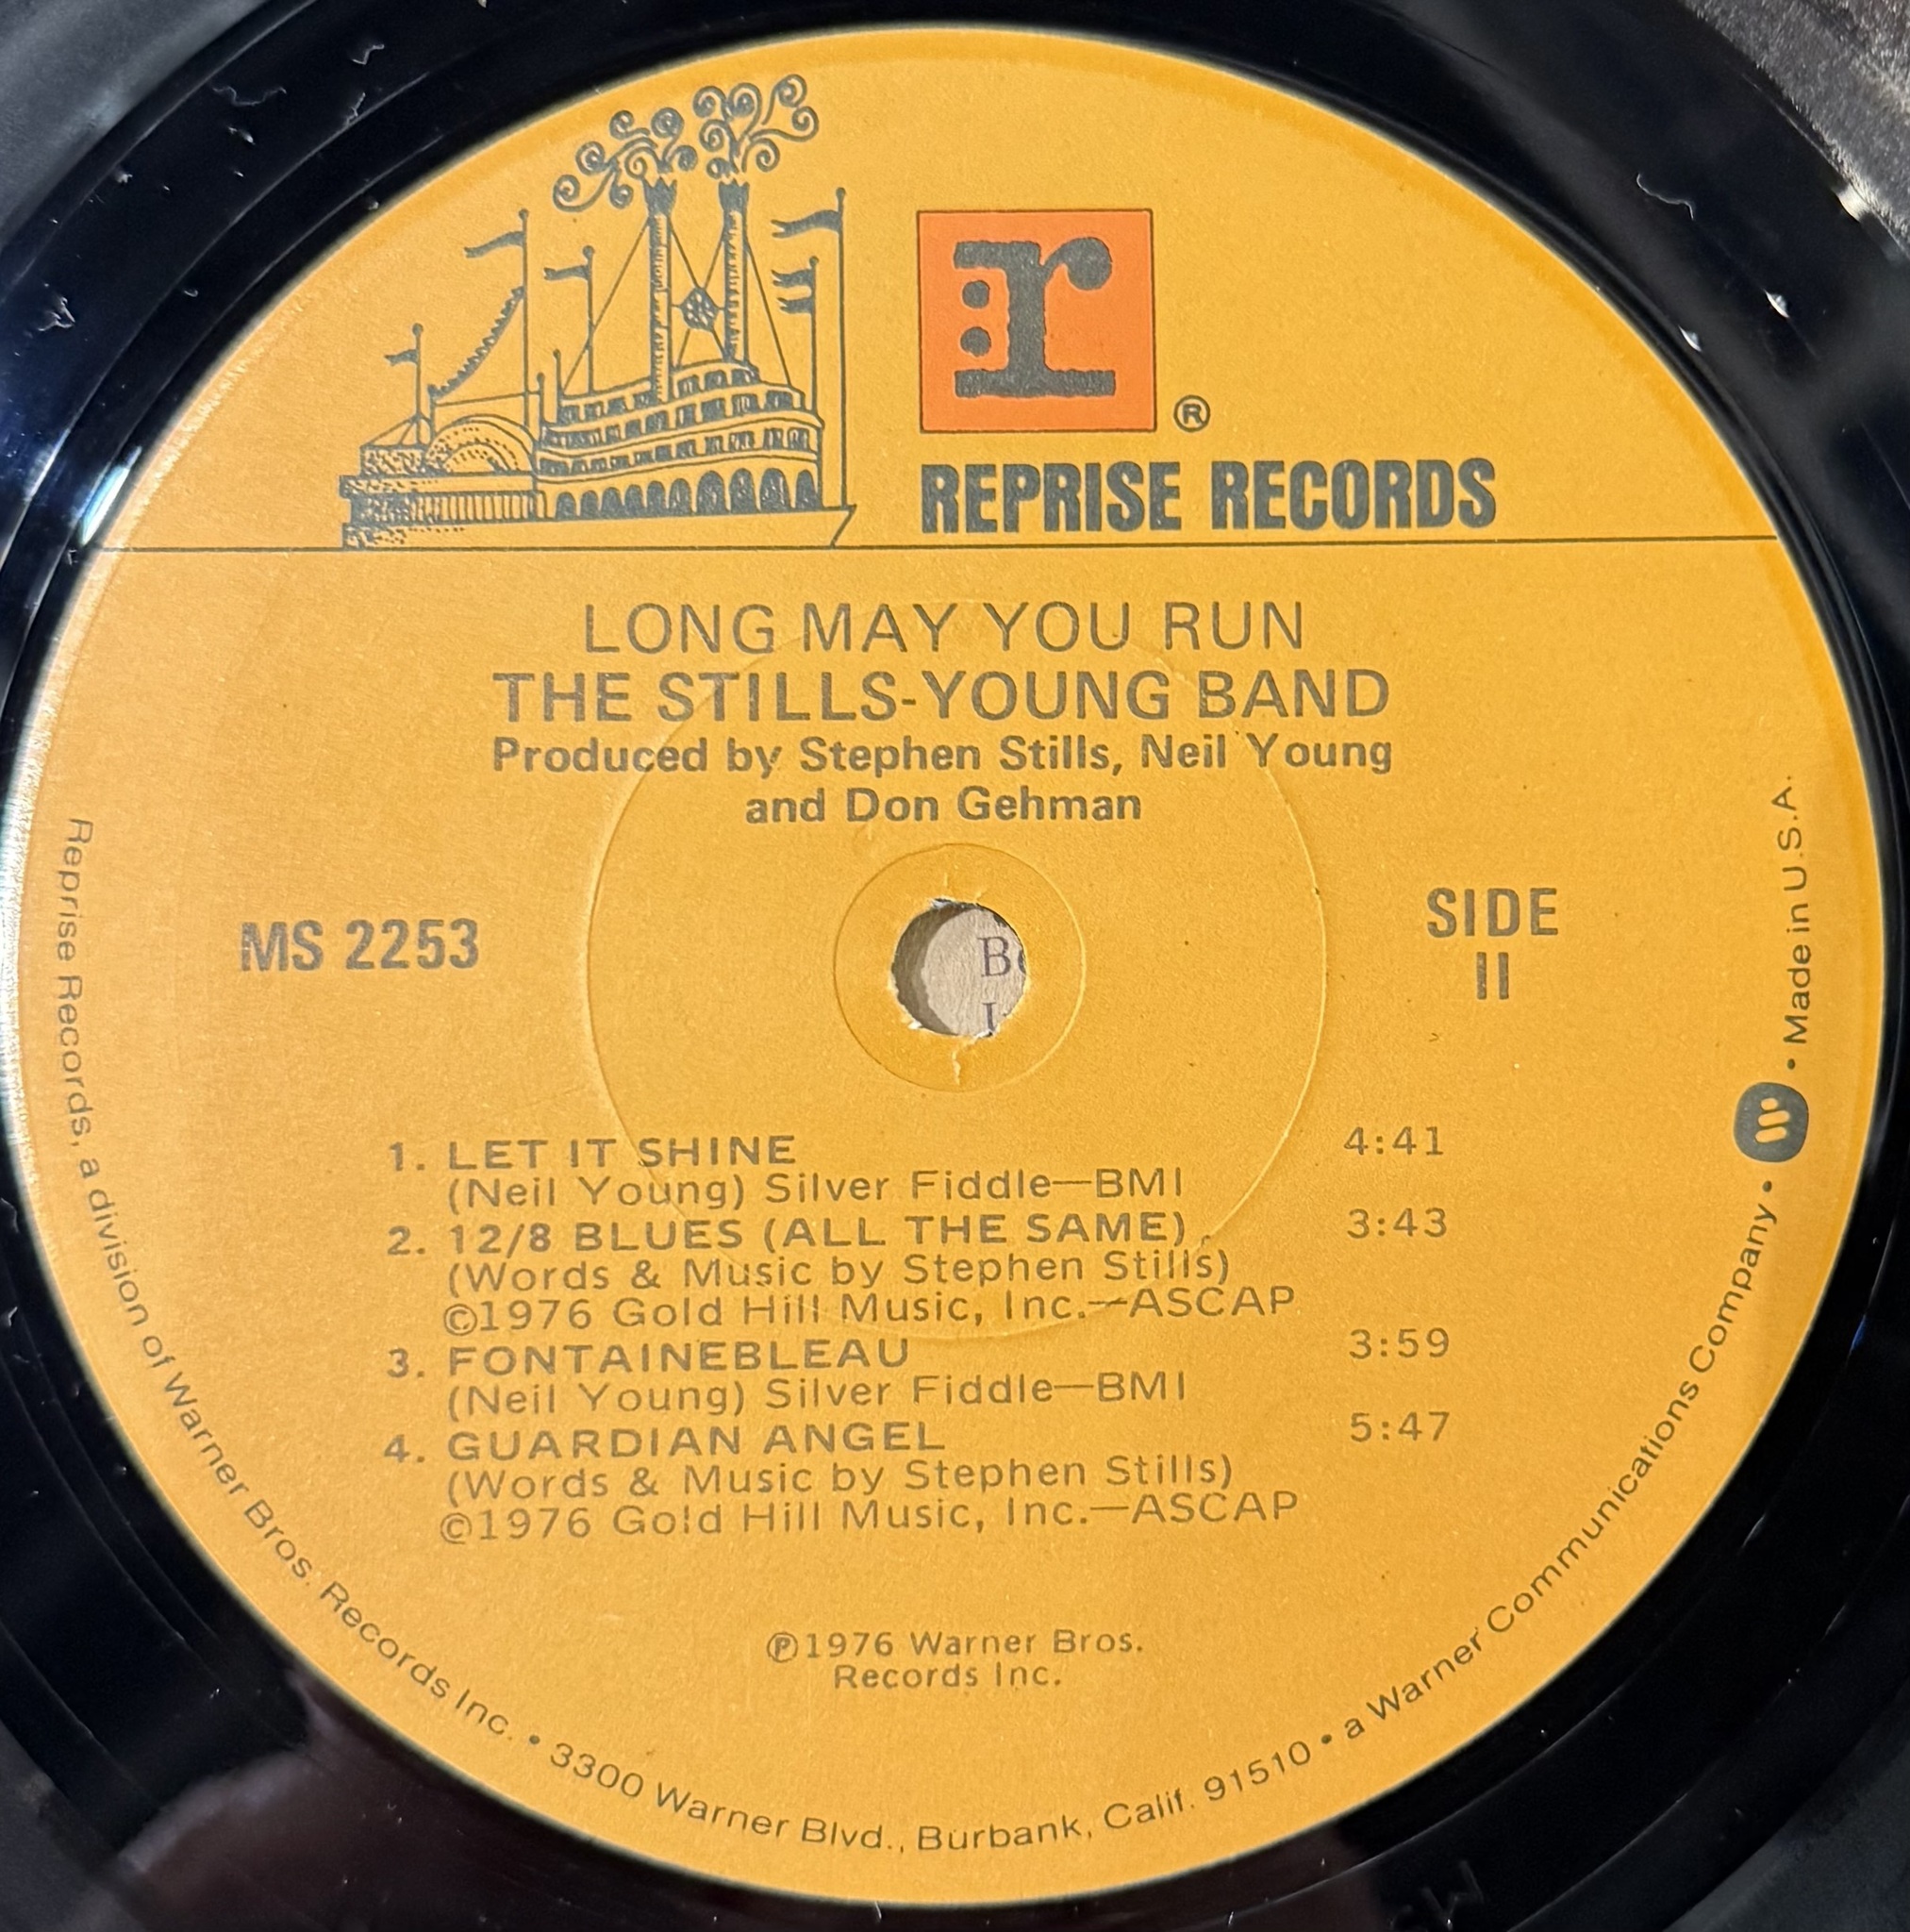 r
®
REPRISE RECORDS
LONG MAY YOU RUN
THE STILLS-YOUNG BAND
Produced by Stephen Stills, Neil Young
and Don Gehman
MS 2253
SIDE
II
1. LET IT SHINE 4:41
(Neil Young) Silver Fiddle—BMI
2. 12/8 BLUES (ALL THE SAME) 3:43
(Words & Music by Stephen Stills)
©1976 Gold Hill Music, Inc.—ASCAP
3. FONTAINEBLEAU 3:59
(Neil Young) Silver Fiddle—BMI
4. GUARDIAN ANGEL 5:47
(Words & Music by Stephen Stills)
©1976 Gold Hill Music, Inc.—ASCAP
℗1976 Warner Bros.
Records Inc.
Reprise Records, a division of Warner Bros. Records Inc. • 3300 Warner Blvd., Burbank, Calif. 91510 • a Warner Communications Company • W • Made in U.S.A.